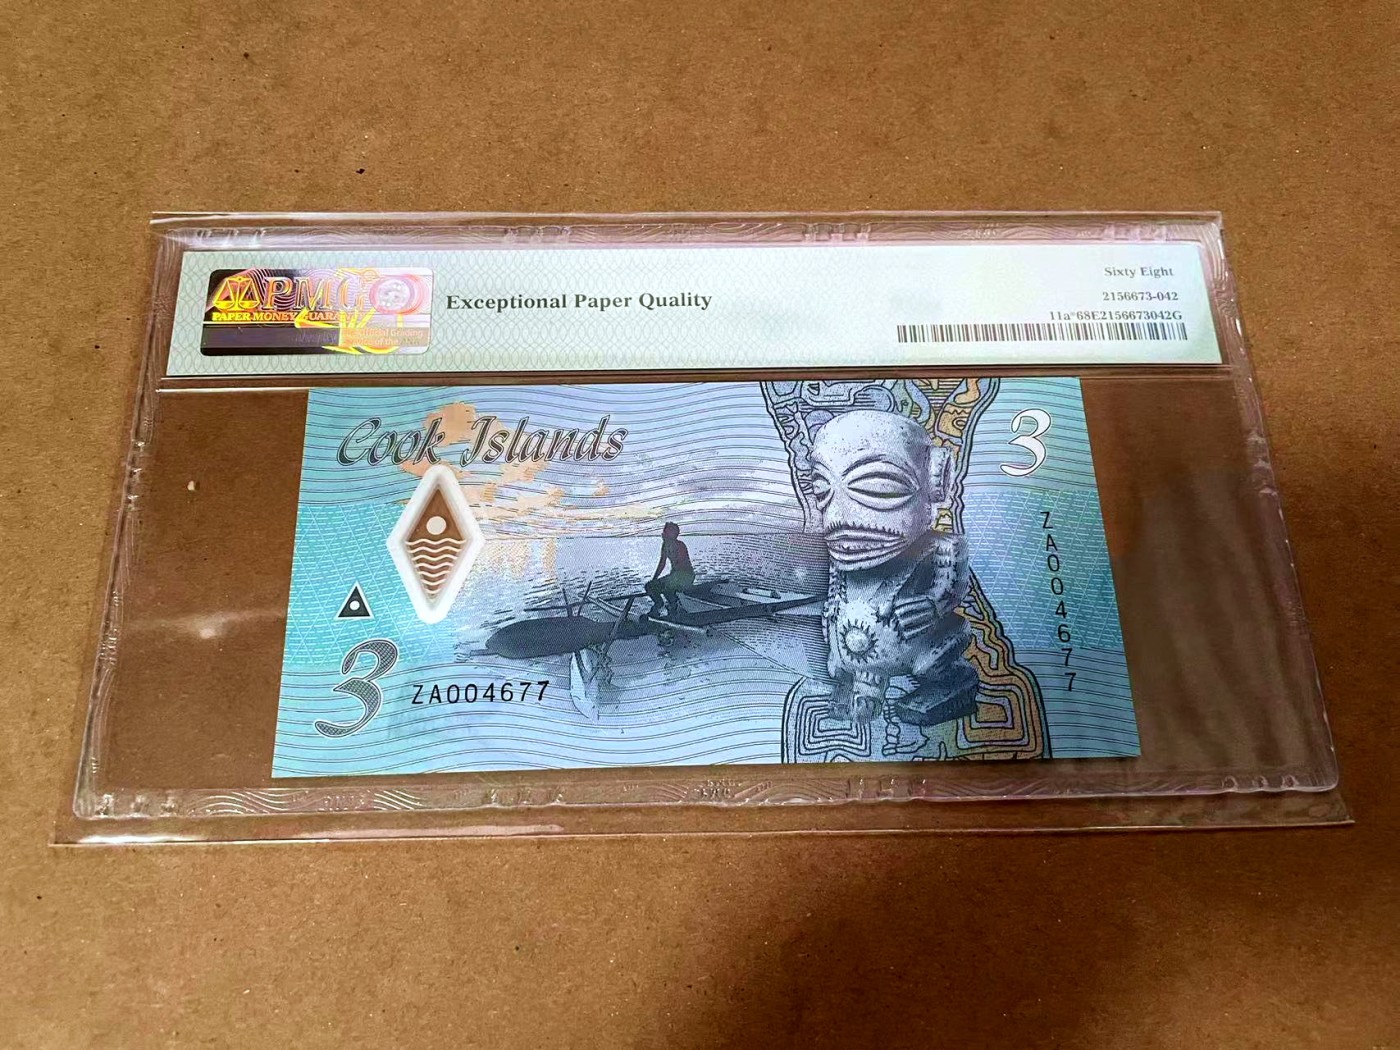 PMG
PAPER MONEY GUARANTY
Exceptional Paper Quality
Sixty Eight
2156673-042
11a*68E2156673042G
Cook Islands
3
ZA004677
3
ZA004677